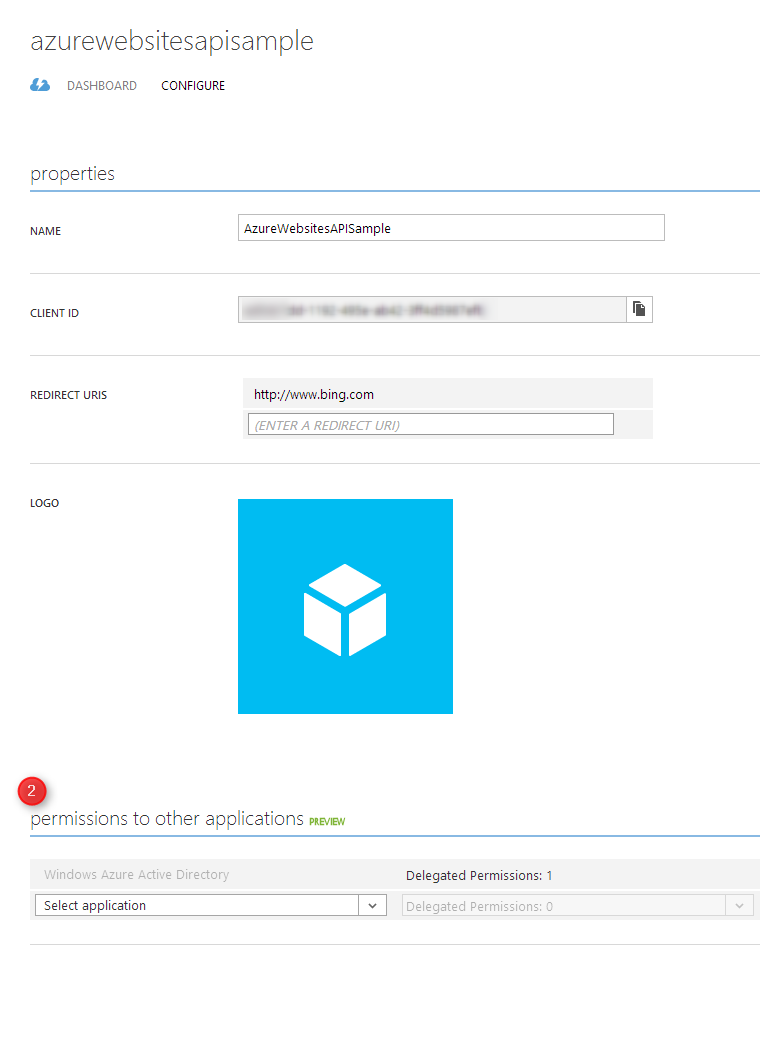 azurewebsitesapisample
DASHBOARD CONFIGURE
properties
NAME AzureWebsitesAPISample
CLIENT ID
REDIRECT URIS http://www.bing.com
(ENTER A REDIRECT URI)
LOGO
2
permissions to other applications PREVIEW
Windows Azure Active Directory Delegated Permissions: 1
Select application Delegated Permissions: 0